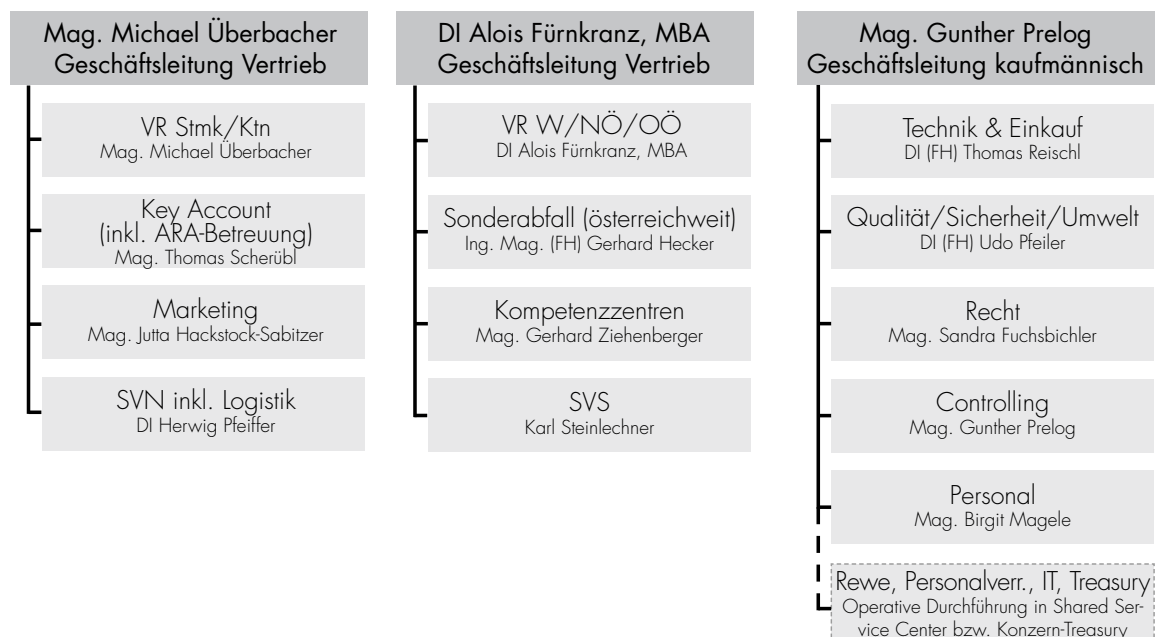 Mag. Michael Überbacher
Geschäftsleitung Vertrieb
VR Stmk/Ktn
Mag. Michael Überbacher
Key Account
(inkl. ARA-Betreuung)
Mag. Thomas Scherübl
Marketing
Mag. Jutta Hackstock-Sabitzer
SVN inkl. Logistik
DI Herwig Pfeiffer
DI Alois Fürnkranz, MBA
Geschäftsleitung Vertrieb
VR W/NÖ/OÖ
DI Alois Fürnkranz, MBA
Sonderabfall (österreichweit)
Ing. Mag. (FH) Gerhard Hecker
Kompetenzzentren
Mag. Gerhard Ziehenberger
SVS
Karl Steinlechner
Mag. Gunther Prelog
Geschäftsleitung kaufmännisch
Technik & Einkauf
DI (FH) Thomas Reischl
Qualität/Sicherheit/Umwelt
DI (FH) Udo Pfeiler
Recht
Mag. Sandra Fuchsbichler
Controlling
Mag. Gunther Prelog
Personal
Mag. Birgit Magele
Rewe, Personalverr., IT, Treasury
Operative Durchführung in Shared Ser-
vice Center bzw. Konzern-Treasury